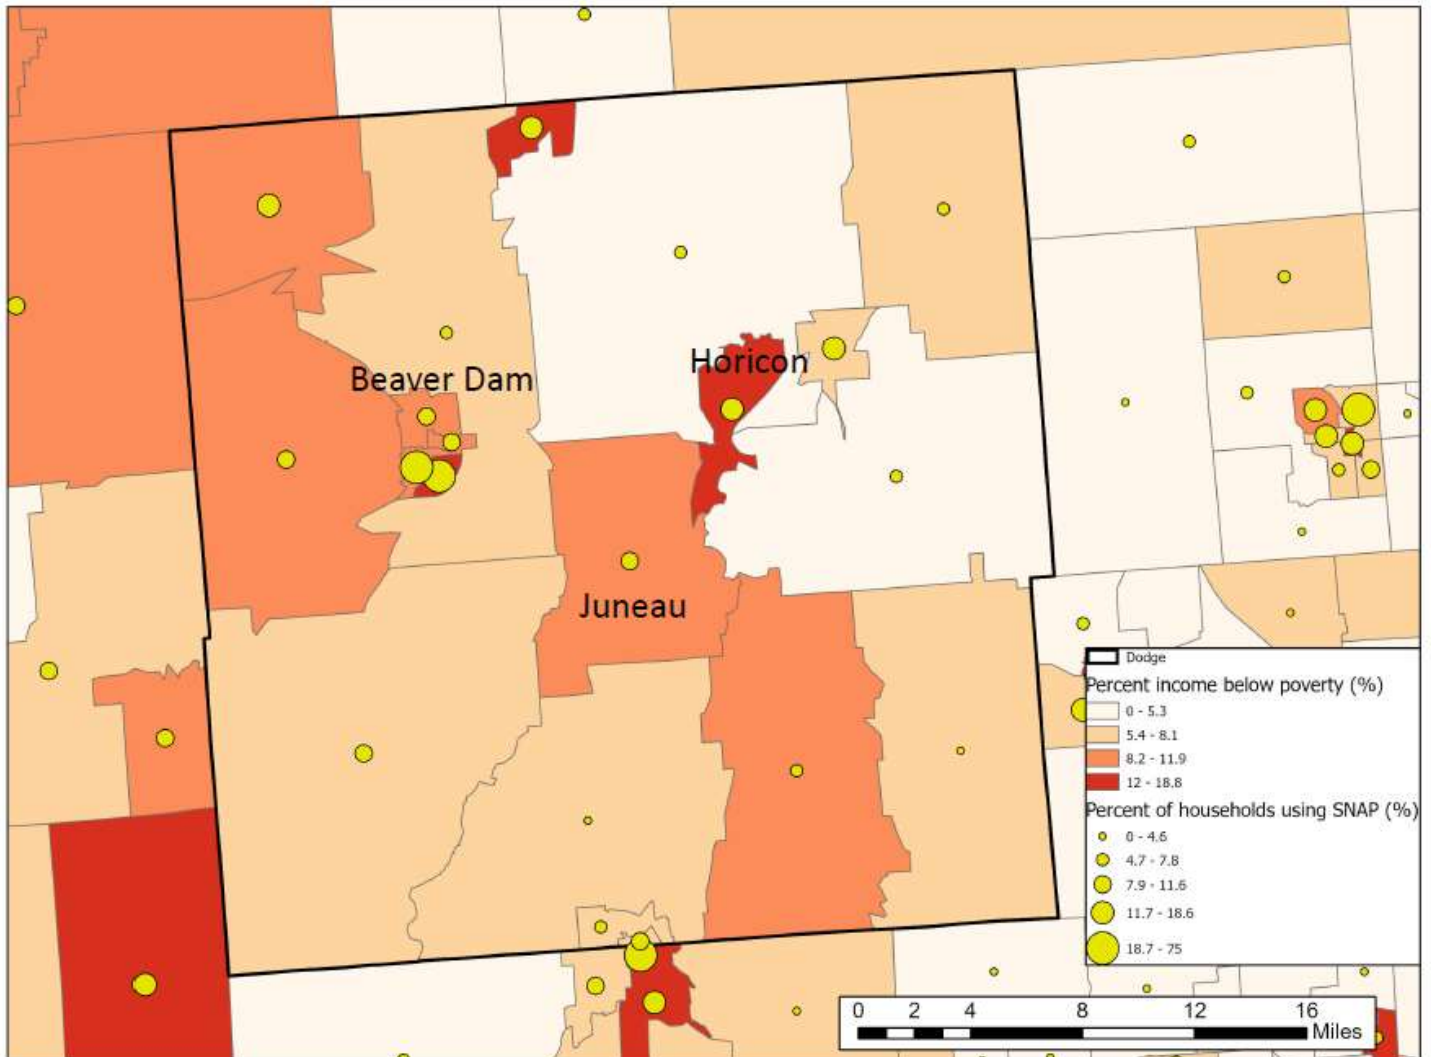 Horicon
Beaver Dam
Juneau
Dodge
Percent income below poverty (%)
0 - 5.3
5.4 - 8.1
8.2 - 11.9
12 - 18.8
Percent of households using SNAP (%)
0 - 4.6
4.7 - 7.8
7.9 - 11.6
11.7 - 18.6
18.7 - 75
0 2 4 8 12 16
Miles